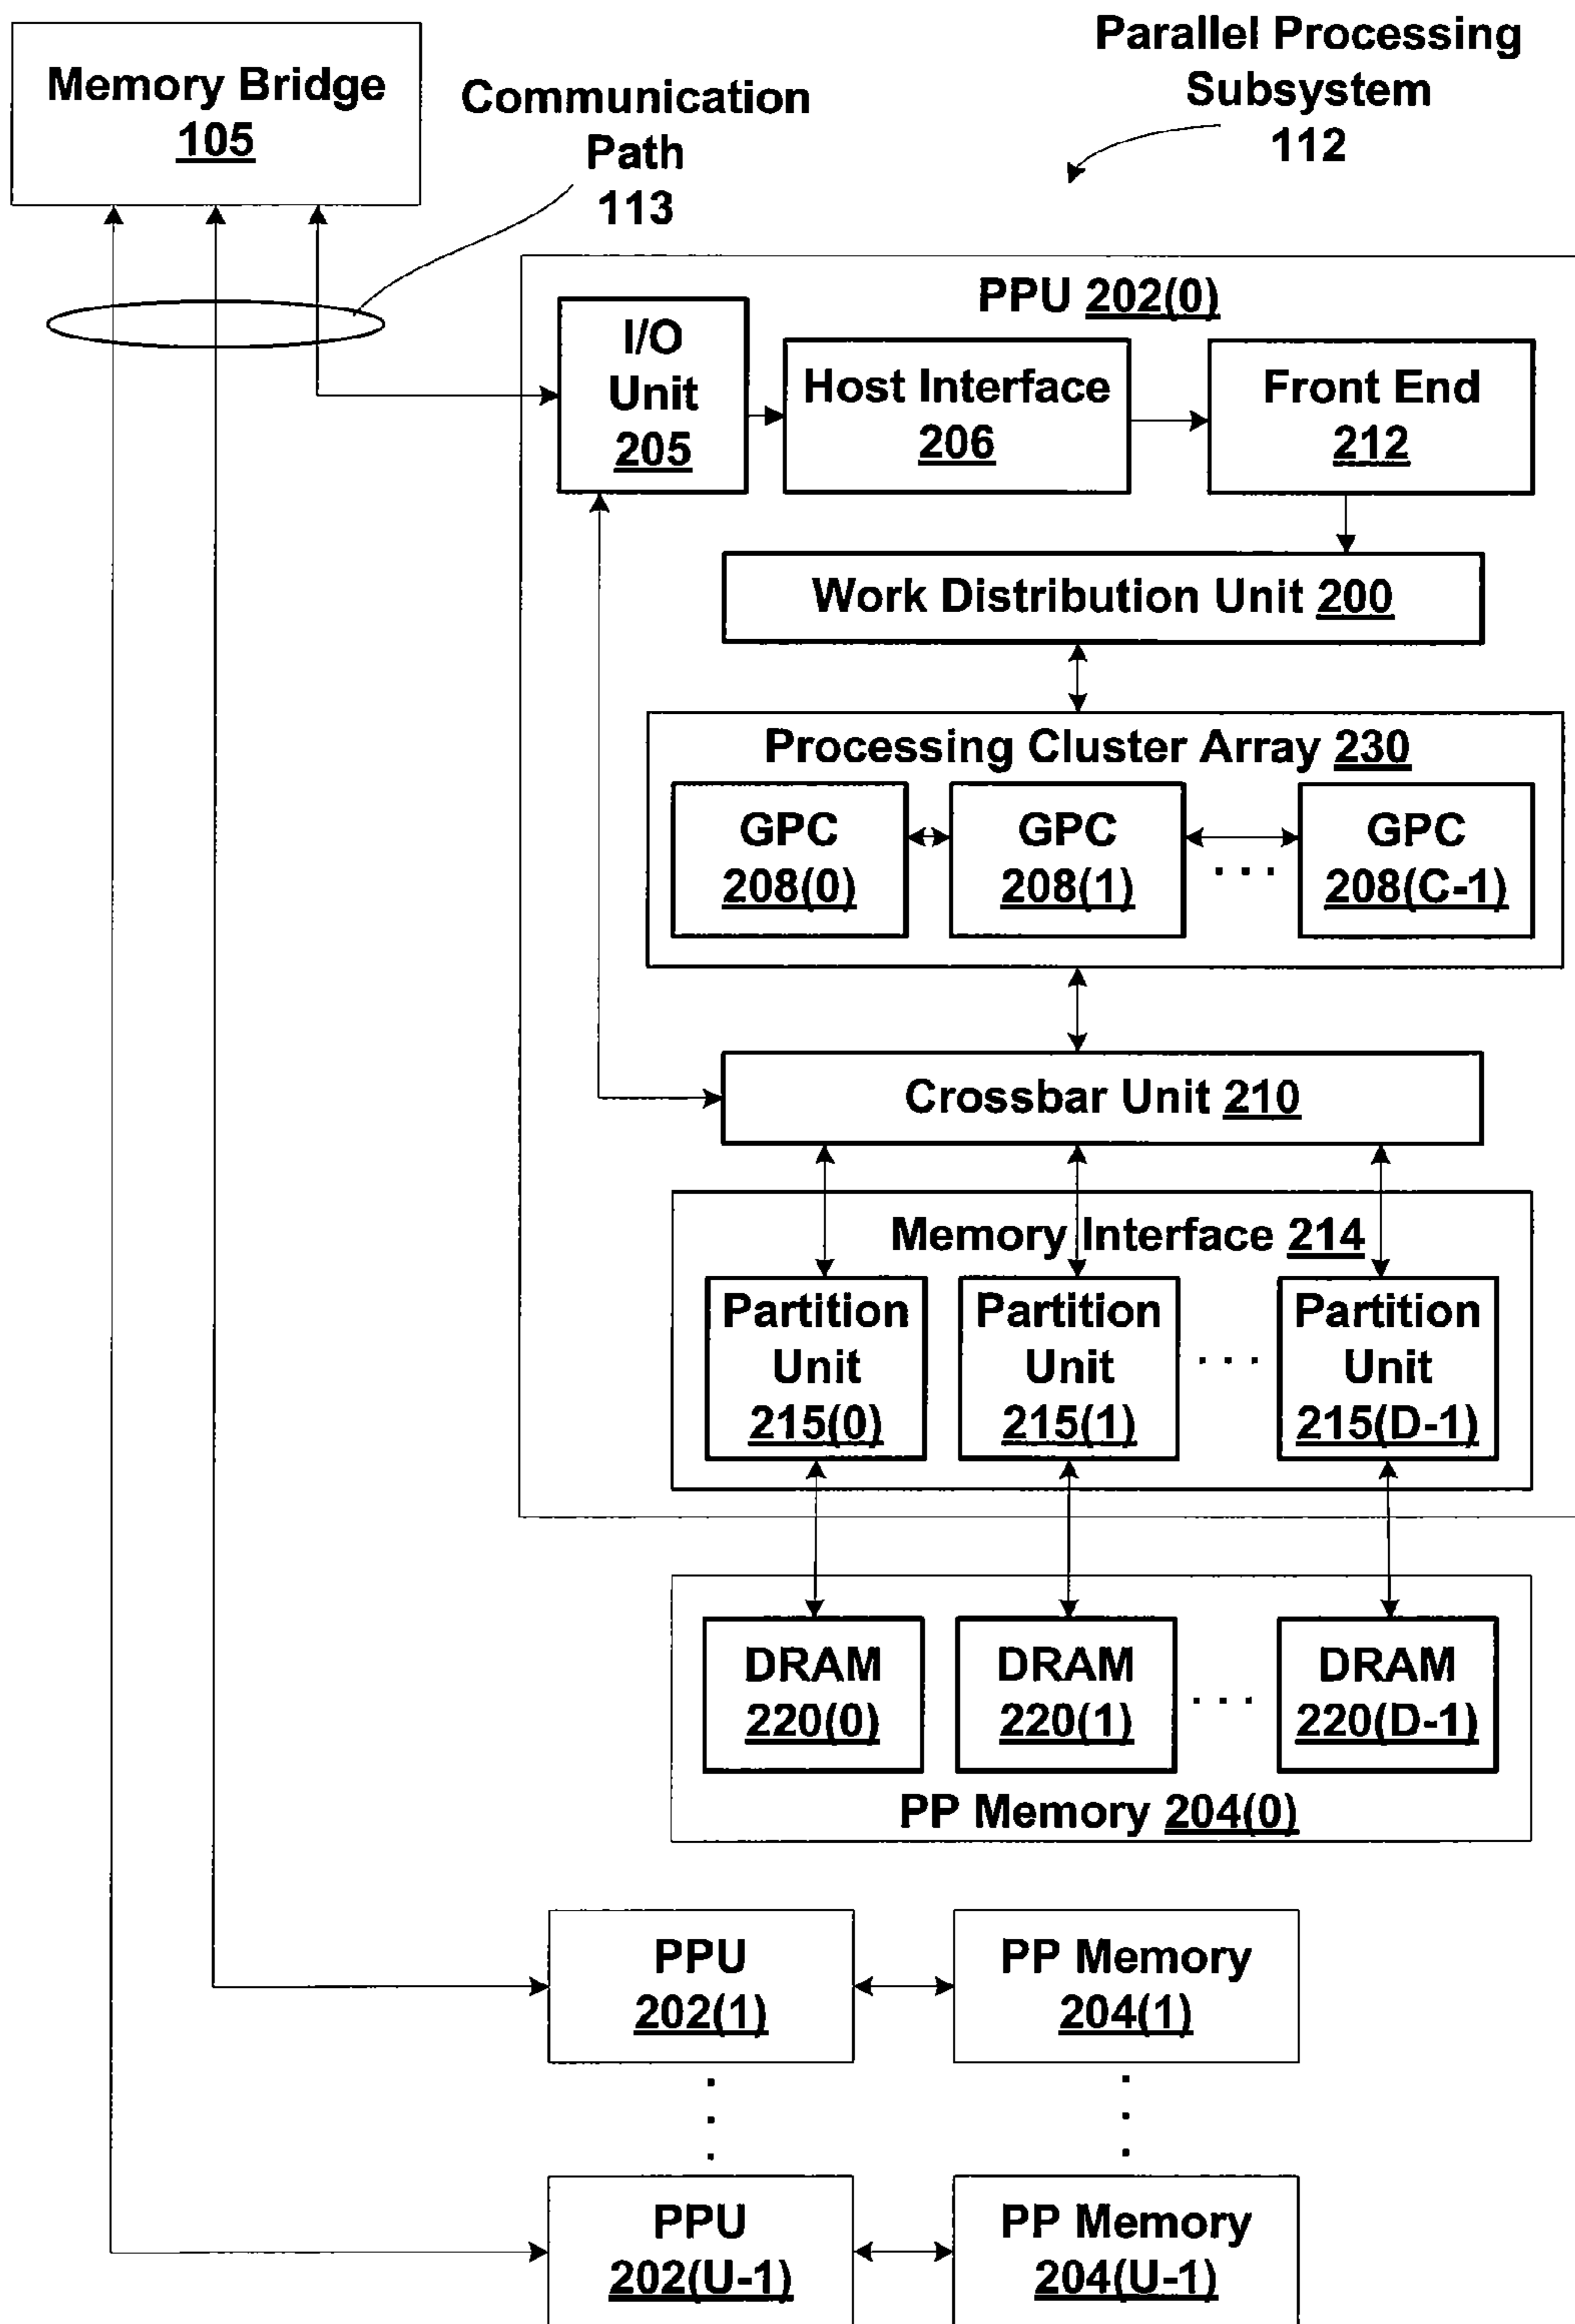 Parallel Processing
Subsystem
112
Memory Bridge
105
Communication
Path
113
PPU 202(0)
I/O
Unit
205
Host Interface
206
Front End
212
Work Distribution Unit 200
Processing Cluster Array 230
GPC
208(0)
GPC
208(1)
. . .
GPC
208(C-1)
Crossbar Unit 210
Memory Interface 214
Partition
Unit
215(0)
Partition
Unit
215(1)
. . .
Partition
Unit
215(D-1)
DRAM
220(0)
DRAM
220(1)
. . .
DRAM
220(D-1)
PP Memory 204(0)
PPU
202(1)
PP Memory
204(1)
PPU
202(U-1)
PP Memory
204(U-1)